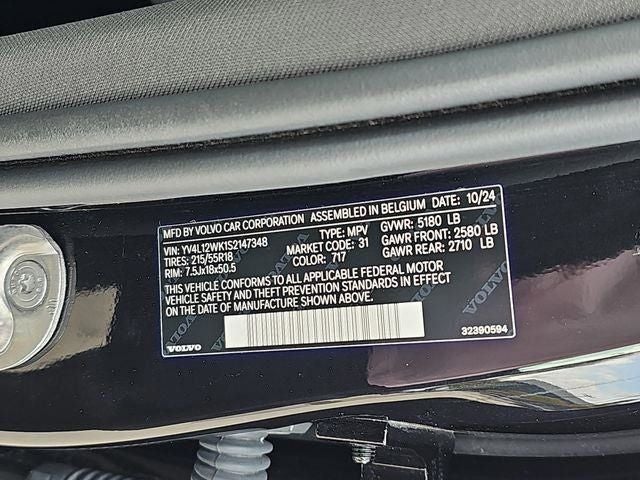 MFD BY VOLVO CAR CORPORATION ASSEMBLED IN BELGIUM DATE: 10/24
VIN: YV4L12WK1S2147348 TYPE: MPV GVWR: 5180 LB
TIRES: 215/55R18 MARKET CODE: 31 GAWR FRONT: 2580 LB
RIM: 7.5Jx18x50.5 COLOR: 717 GAWR REAR: 2710 LB
VEHICLE CONFORMS TO ALL APPLICABLE FEDERAL MOTOR
VEHICLE SAFETY AND THEFT PREVENTION STANDARDS IN EFFECT
ON THE DATE OF MANUFACTURE SHOWN ABOVE.
VOLVO 32390594